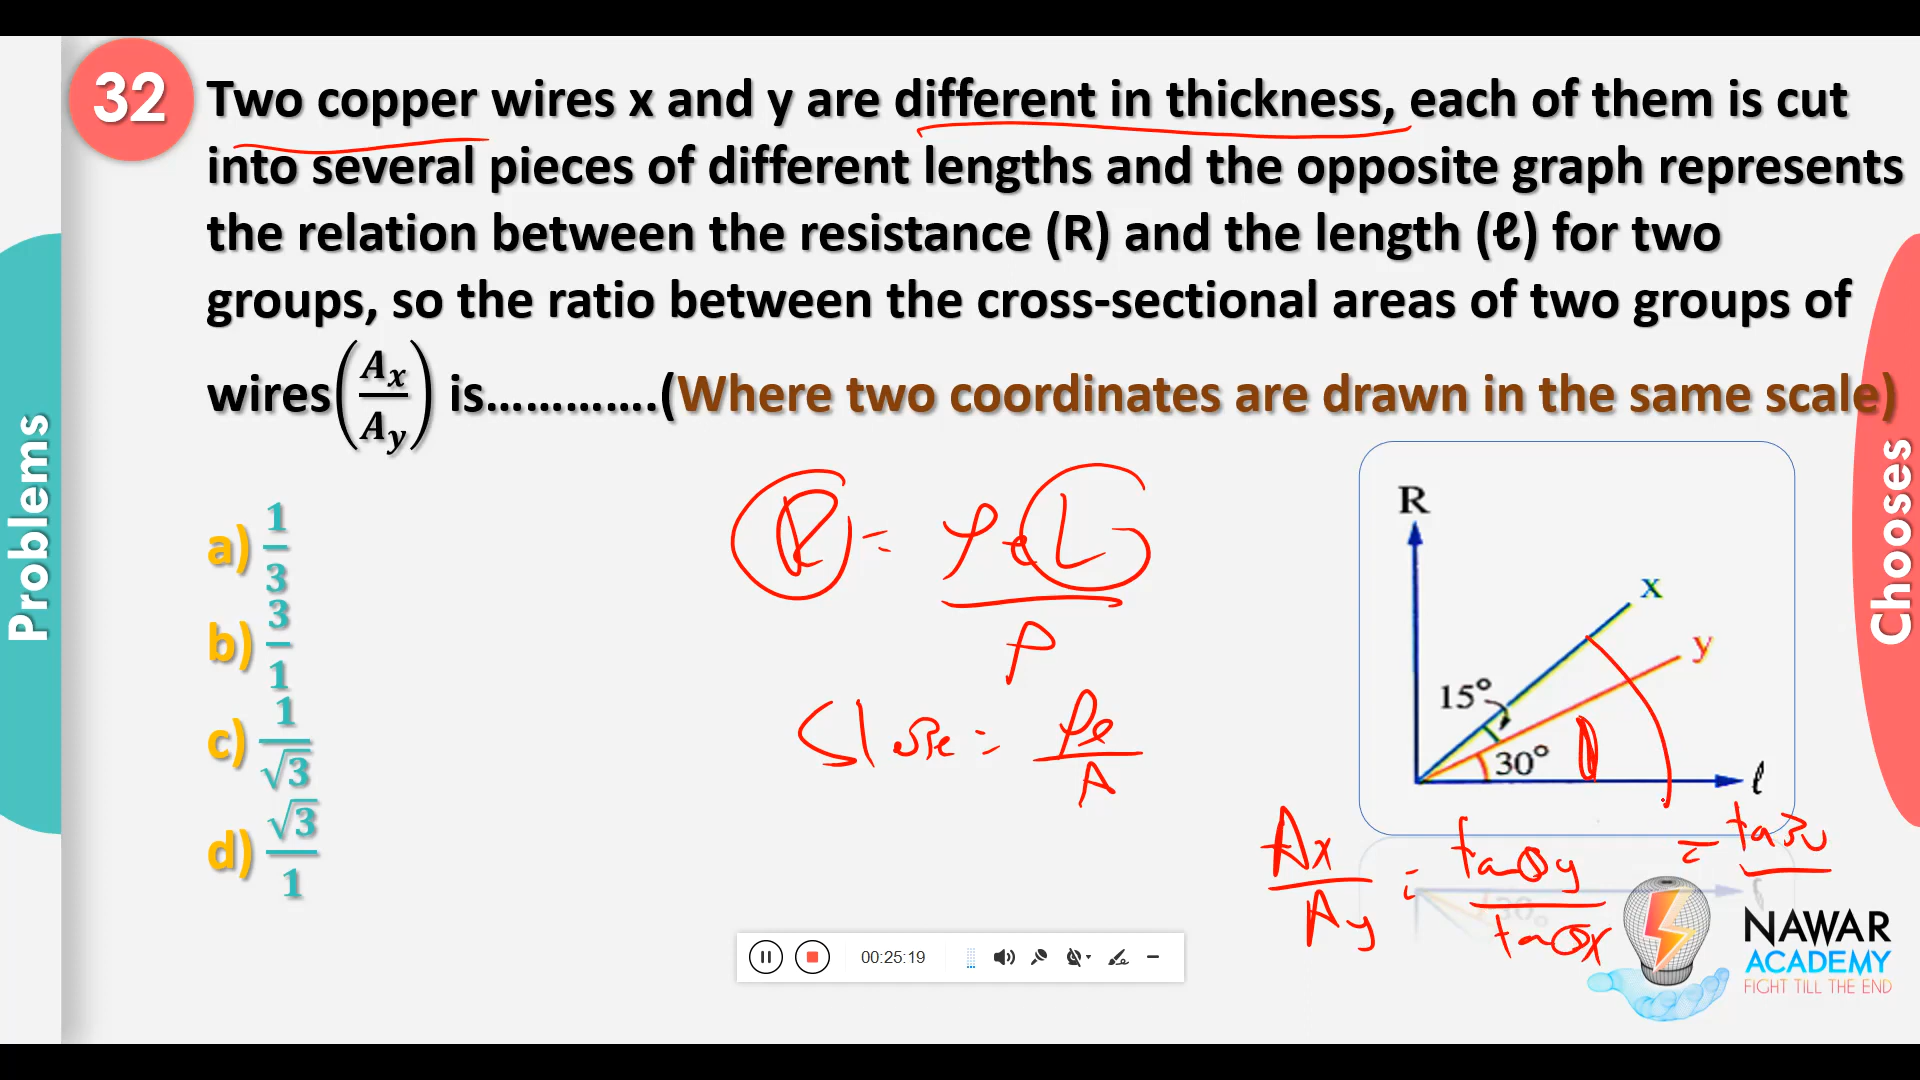 32
Two copper wires x and y are different in thickness, each of them is cut
into several pieces of different lengths and the opposite graph represents
the relation between the resistance (R) and the length (ℓ) for two
groups, so the ratio between the cross-sectional areas of two groups of
wires(A_x/A_y) is.............(Where two coordinates are drawn in the same scale)
a) 1/3
b) 3/1
c) 1/√3
d) √3/1
R = ρe L
A
Slope = ρe/A
R
x
y
15°
30°
ℓ
Ax/Ay = tanθy/tanθx = tan30
Problems
Chooses
00:25:19
NAWAR
ACADEMY
FIGHT TILL THE END